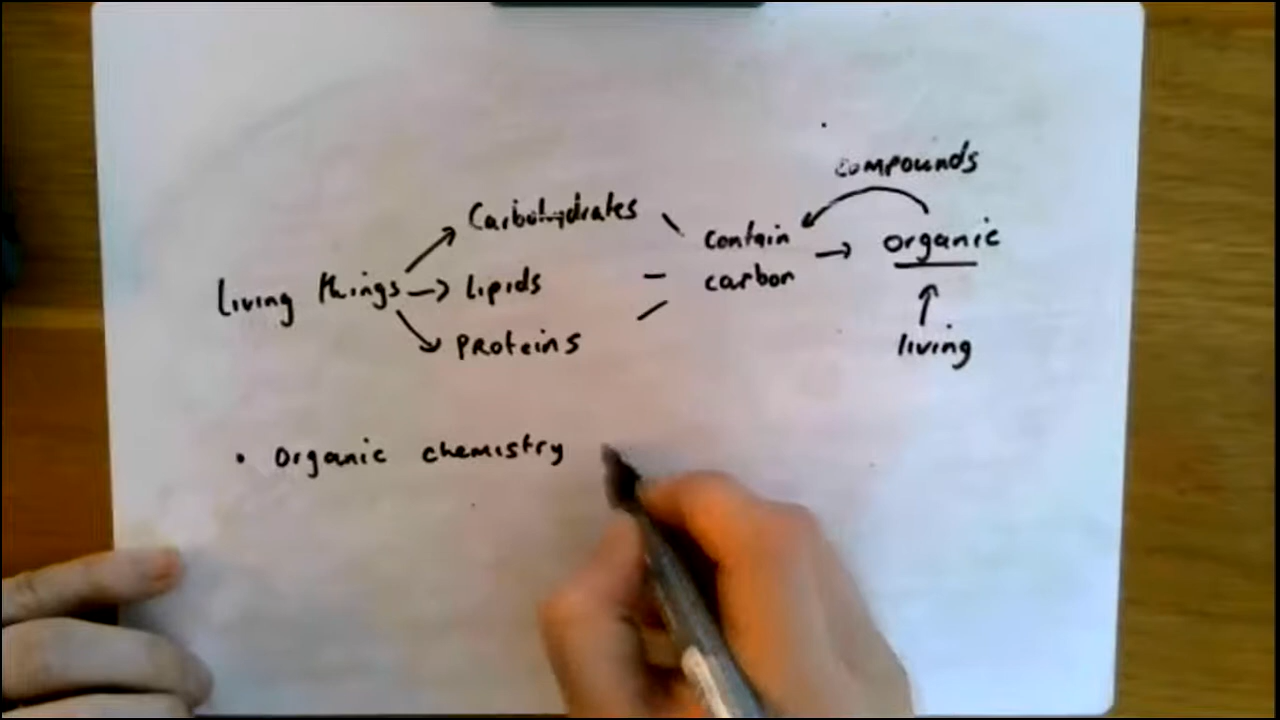 compounds
Carbohydrates
contain
organic
living things
lipids
carbon
proteins
living
• organic chemistry